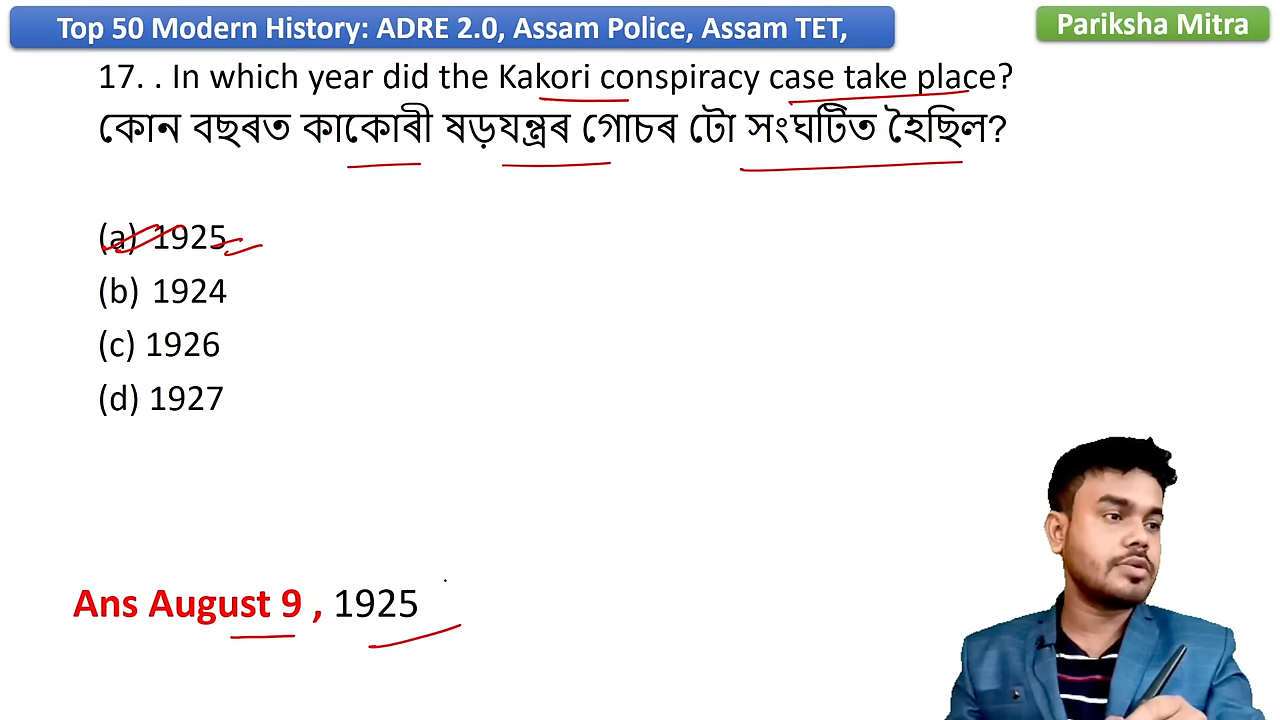 Top 50 Modern History: ADRE 2.0, Assam Police, Assam TET,
Pariksha Mitra
17. . In which year did the Kakori conspiracy case take place?
কোন বছৰত কাকোৰী ষড়যন্ত্ৰৰ গোচৰ টো সংঘটিত হৈছিল?
(a) 1925
(b) 1924
(c) 1926
(d) 1927
Ans August 9 , 1925